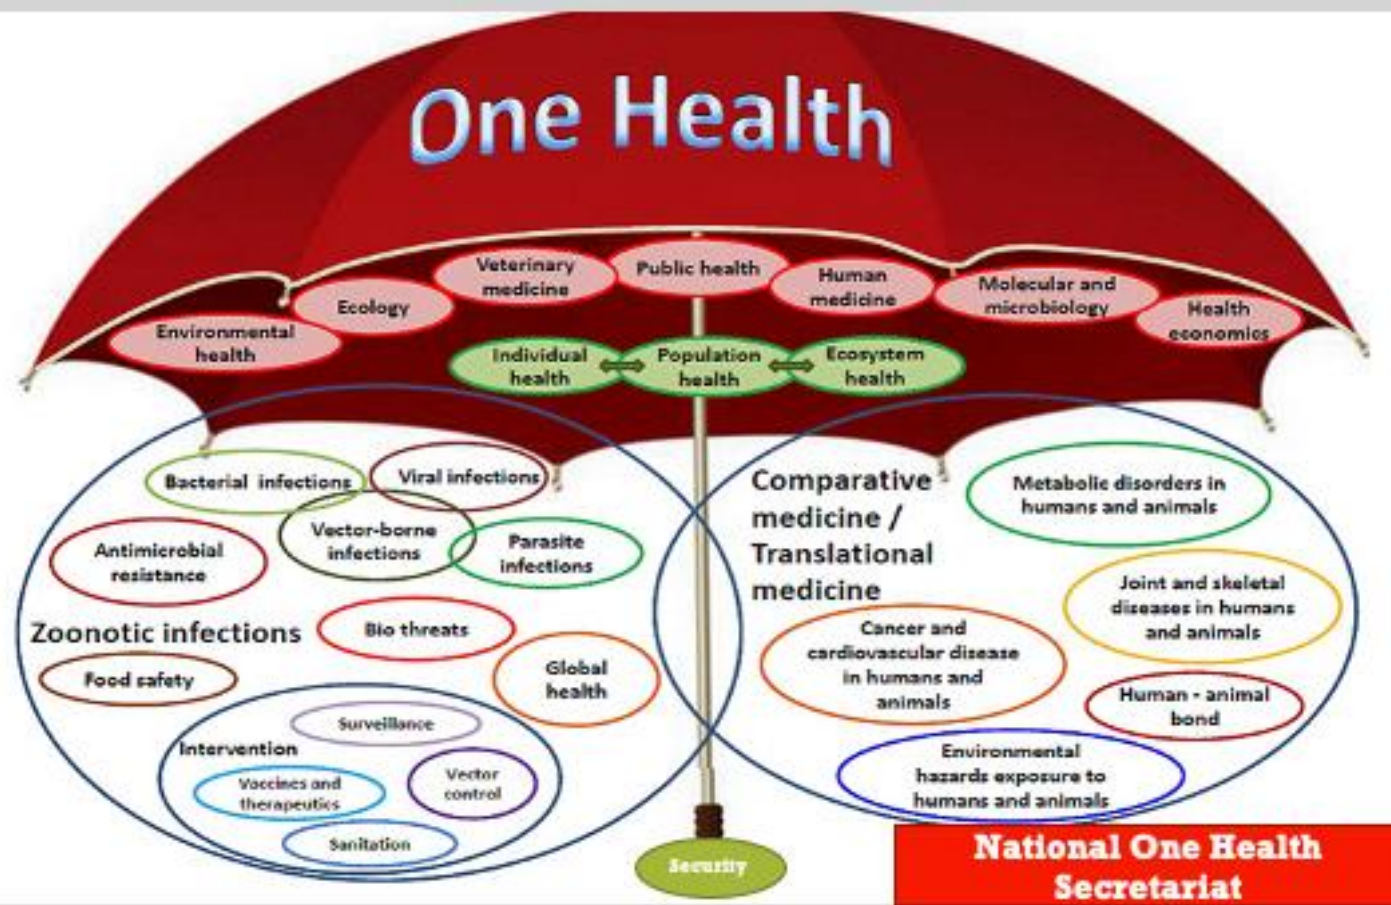 One Health
Environmental
health
Ecology
Veterinary
medicine
Public health
Human
medicine
Molecular and
microbiology
Health
economics
Individual
health
Population
health
Ecosystem
health
Bacterial infections
Viral infections
Vector-borne
infections
Parasite
infections
Antimicrobial
resistance
Zoonotic infections
Bio threats
Food safety
Global
health
Intervention
Surveillance
Vaccines and
therapeutics
Vector
control
Sanitation
Comparative
medicine /
Translational
medicine
Metabolic disorders in
humans and animals
Joint and skeletal
diseases in humans
and animals
Cancer and
cardiovascular disease
in humans and
animals
Human - animal
bond
Environmental
hazards exposure to
humans and animals
Security
National One Health
Secretariat